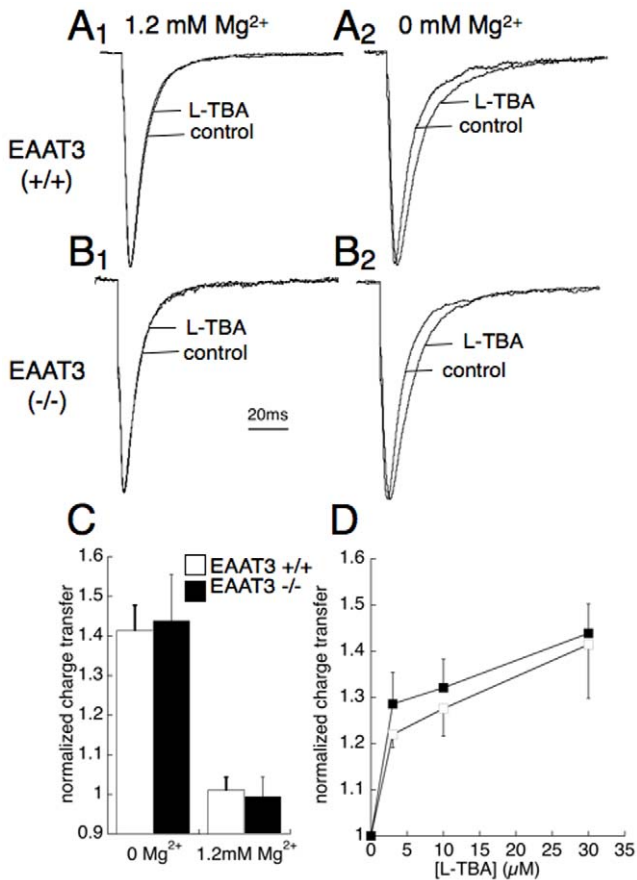 A1 1.2 mM Mg²⁺
A2 0 mM Mg²⁺
L-TBA
control
L-TBA
control
EAAT3
(+/+)
B1
B2
L-TBA
control
L-TBA
control
EAAT3
(-/-)
20ms
C
D
EAAT3 +/+
EAAT3 -/-
normalized charge transfer
1.6
1.5
1.4
1.3
1.2
1.1
1
0.9
0 Mg²⁺
1.2mM Mg²⁺
normalized charge transfer
1.6
1.5
1.4
1.3
1.2
1
0 5 10 15 20 25 30 35
[L-TBA] (µM)